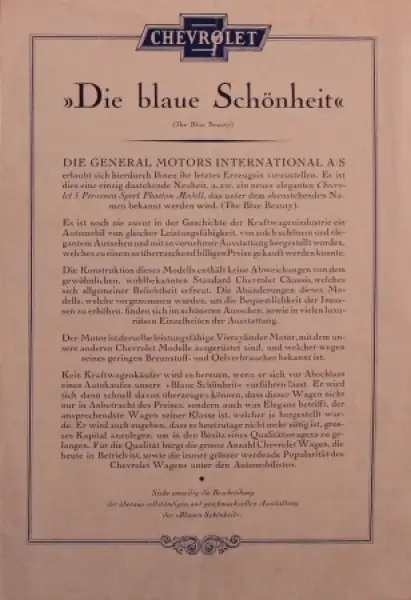 CHEVROLET
»Die blaue Schönheit«
(The Blue Beauty)
DIE GENERAL MOTORS INTERNATIONAL A/S
erlaubt sich hierdurch Ihnen ihr letztes Erzeugnis vorzustellen. Es ist
dies eine einzig dastehende Neuheit, u. zw. ein neues elegantes Chevro-
let 5 Personen Sport Phaeton-Modell, das unter dem obenstehenden Na-
men bekannt werden wird. (The Blue Beauty).
Es ist noch nie zuvor in der Geschichte der Kraftwagenindustrie ein
Automobil von gleicher Leistungsfähigkeit, von solch schönem und ele-
gantem Aussehen und mit so vornehmer Ausstattung hergestellt worden,
welches zu einem so überraschend billigen Preise gekauft werden könnte.
Die Konstruktion dieses Modells enthält keine Abweichungen von dem
gewöhnlichen, wohlbekannten Standard Chevrolet Chassis, welches
sich allgemeiner Beliebtheit erfreut. Die Abänderungen dieses Mo-
dells, welche vorgenommen wurden, um die Bequemlichkeit der Insas-
sen zu erhöhen, finden sich im schöneren Aussehen, sowie in vielen luxu-
riösen Einzelheiten der Ausstattung.
Der Motor ist derselbe leistungsfähige Vierzylinder Motor, mit dem un-
sere anderen Chevrolet Modelle ausgerüstet sind, und welcher wegen
seines geringen Brennstoff- und Oelverbrauches bekannt ist.
Kein Kraftwagenkäufer wird es bereuen, wenn er sich vor Abschluss
eines Autokaufes unsere »Blaue Schönheit« vorführen lässt. Er wird
sich dann schnell davon überzeugen können, dass dieser Wagen nicht
nur in Anbetracht des Preises, sondern auch was Eleganz betrifft, der
ansprechendste Wagen seiner Klasse ist, welcher je hergestellt wur-
de. Er wird auch zugeben, dass es heutzutage nicht mehr nötig ist, gros-
ses Kapital anzulegen, um in den Besitz eines Qualitätswagens zu ge-
langen. Für die Qualität bürgt die grosse Anzahl Chevrolet Wagen, die
heute in Betrieb ist, sowie die immer grösser werdende Popularität des
Chevrolet Wagens unter den Automobilisten.
Siehe umseitig die Beschreibung
der überaus vollständigen und geschmackvollen Ausstattung
der »Blauen Schönheit«.